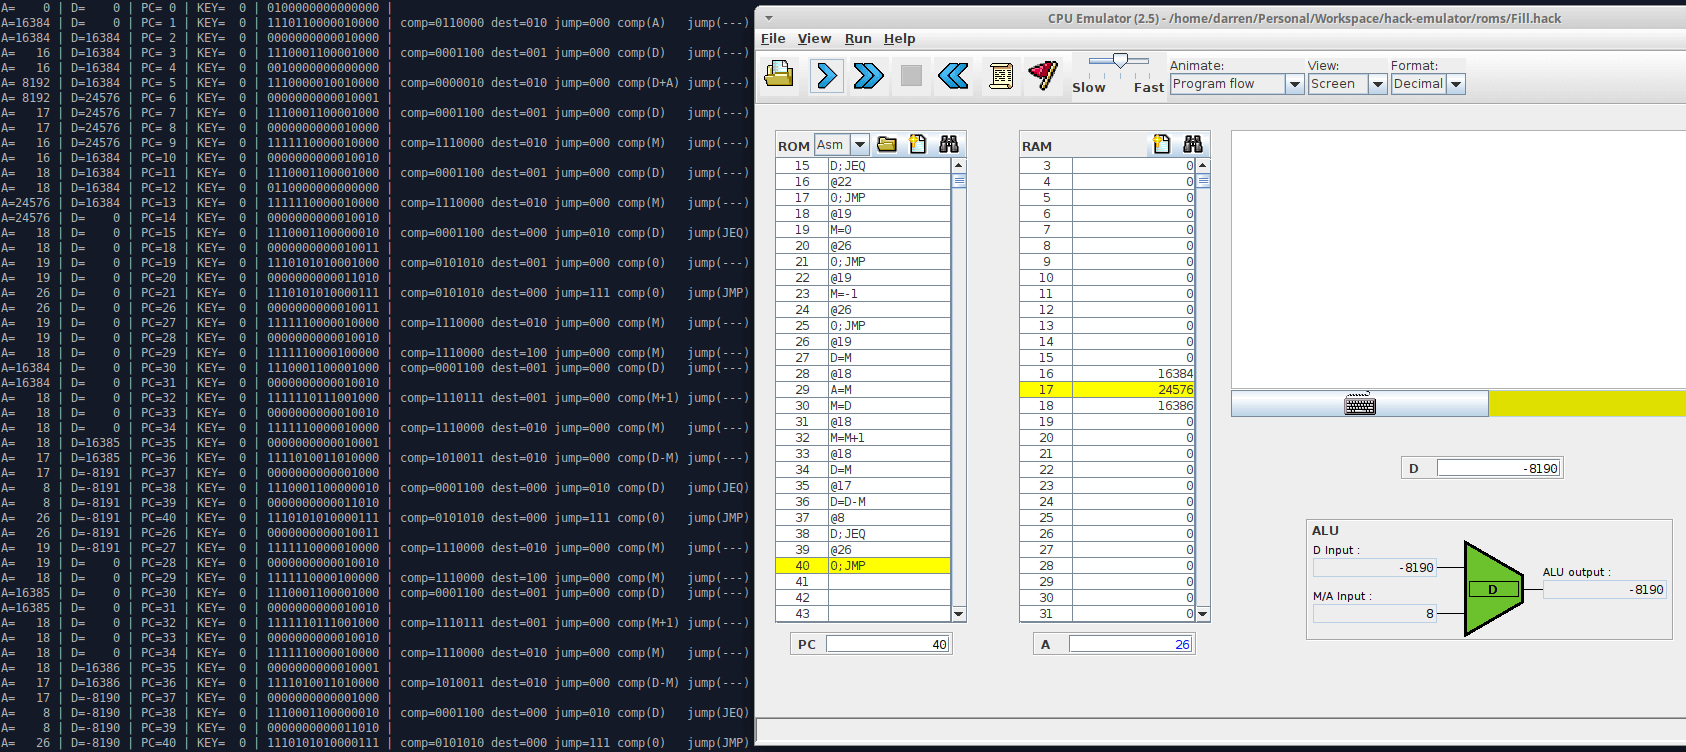 A=    0 | D=    0 | PC= 0 | KEY=  0 | 0100000000000000 |
A=16384 | D=    0 | PC= 1 | KEY=  0 | 1110110000010000 | comp=0110000 dest=010 jump=000 comp(A)   jump(---)
A=16384 | D=16384 | PC= 2 | KEY=  0 | 0000000000010000 |
A=   16 | D=16384 | PC= 3 | KEY=  0 | 1110001100001000 | comp=0001100 dest=001 jump=000 comp(D)   jump(---)
A=   16 | D=16384 | PC= 4 | KEY=  0 | 0010000000000000 |
A= 8192 | D=16384 | PC= 5 | KEY=  0 | 1110000010010000 | comp=0000010 dest=010 jump=000 comp(D+A) jump(---)
A= 8192 | D=24576 | PC= 6 | KEY=  0 | 0000000000010001 |
A=   17 | D=24576 | PC= 7 | KEY=  0 | 1110001100001000 | comp=0001100 dest=001 jump=000 comp(D)   jump(---)
A=   17 | D=24576 | PC= 8 | KEY=  0 | 0000000000010000 |
A=   16 | D=24576 | PC= 9 | KEY=  0 | 1111110000010000 | comp=1110000 dest=010 jump=000 comp(M)   jump(---)
A=   16 | D=16384 | PC=10 | KEY=  0 | 0000000000010010 |
A=   18 | D=16384 | PC=11 | KEY=  0 | 1110001100001000 | comp=0001100 dest=001 jump=000 comp(D)   jump(---)
A=   18 | D=16384 | PC=12 | KEY=  0 | 0110000000000000 |
A=24576 | D=16384 | PC=13 | KEY=  0 | 1111110000010000 | comp=1110000 dest=010 jump=000 comp(M)   jump(---)
A=24576 | D=    0 | PC=14 | KEY=  0 | 0000000000010010 |
A=   18 | D=    0 | PC=15 | KEY=  0 | 1110001100000010 | comp=0001100 dest=000 jump=010 comp(D)   jump(JEQ)
A=   18 | D=    0 | PC=18 | KEY=  0 | 0000000000010011 |
A=   19 | D=    0 | PC=19 | KEY=  0 | 1110101010001000 | comp=0101010 dest=001 jump=000 comp(0)   jump(---)
A=   19 | D=    0 | PC=20 | KEY=  0 | 0000000000011010 |
A=   26 | D=    0 | PC=21 | KEY=  0 | 1110101010000111 | comp=0101010 dest=000 jump=111 comp(0)   jump(JMP)
A=   26 | D=    0 | PC=26 | KEY=  0 | 0000000000010011 |
A=   19 | D=    0 | PC=27 | KEY=  0 | 1111110000010000 | comp=1110000 dest=010 jump=000 comp(M)   jump(---)
A=   19 | D=    0 | PC=28 | KEY=  0 | 0000000000010010 |
A=   18 | D=    0 | PC=29 | KEY=  0 | 1111110000100000 | comp=1110000 dest=100 jump=000 comp(M)   jump(---)
A=16384 | D=    0 | PC=30 | KEY=  0 | 1110001100001000 | comp=0001100 dest=001 jump=000 comp(D)   jump(---)
A=16384 | D=    0 | PC=31 | KEY=  0 | 0000000000010010 |
A=   18 | D=    0 | PC=32 | KEY=  0 | 1111110111001000 | comp=1110111 dest=001 jump=000 comp(M+1) jump(---)
A=   18 | D=    0 | PC=33 | KEY=  0 | 0000000000010010 |
A=   18 | D=    0 | PC=34 | KEY=  0 | 1111110000010000 | comp=1110000 dest=010 jump=000 comp(M)   jump(---)
A=   18 | D=16385 | PC=35 | KEY=  0 | 0000000000010001 |
A=   17 | D=16385 | PC=36 | KEY=  0 | 1111010011010000 | comp=1010011 dest=010 jump=000 comp(D-M) jump(---)
A=   17 | D=-8191 | PC=37 | KEY=  0 | 0000000000001000 |
A=    8 | D=-8191 | PC=38 | KEY=  0 | 1110001100000010 | comp=0001100 dest=000 jump=010 comp(D)   jump(JEQ)
A=    8 | D=-8191 | PC=39 | KEY=  0 | 0000000000011010 |
A=   26 | D=-8191 | PC=40 | KEY=  0 | 1110101010000111 | comp=0101010 dest=000 jump=111 comp(0)   jump(JMP)
A=   26 | D=-8191 | PC=26 | KEY=  0 | 0000000000010011 |
A=   19 | D=-8191 | PC=27 | KEY=  0 | 1111110000010000 | comp=1110000 dest=010 jump=000 comp(M)   jump(---)
A=   19 | D=    0 | PC=28 | KEY=  0 | 0000000000010010 |
A=   18 | D=    0 | PC=29 | KEY=  0 | 1111110000100000 | comp=1110000 dest=100 jump=000 comp(M)   jump(---)
A=16385 | D=    0 | PC=30 | KEY=  0 | 1110001100001000 | comp=0001100 dest=001 jump=000 comp(D)   jump(---)
A=16385 | D=    0 | PC=31 | KEY=  0 | 0000000000010010 |
A=   18 | D=    0 | PC=32 | KEY=  0 | 1111110111001000 | comp=1110111 dest=001 jump=000 comp(M+1) jump(---)
A=   18 | D=    0 | PC=33 | KEY=  0 | 0000000000010010 |
A=   18 | D=    0 | PC=34 | KEY=  0 | 1111110000010000 | comp=1110000 dest=010 jump=000 comp(M)   jump(---)
A=   18 | D=16386 | PC=35 | KEY=  0 | 0000000000010001 |
A=   17 | D=16386 | PC=36 | KEY=  0 | 1111010011010000 | comp=1010011 dest=010 jump=000 comp(D-M) jump(---)
A=   17 | D=-8190 | PC=37 | KEY=  0 | 0000000000001000 |
A=    8 | D=-8190 | PC=38 | KEY=  0 | 1110001100000010 | comp=0001100 dest=000 jump=010 comp(D)   jump(JEQ)
A=    8 | D=-8190 | PC=39 | KEY=  0 | 0000000000011010 |
A=   26 | D=-8190 | PC=40 | KEY=  0 | 1110101010000111 | comp=0101010 dest=000 jump=111 comp(0)   jump(JMP)
CPU Emulator (2.5) - /home/darren/Personal/Workspace/hack-emulator/roms/Fill.hack
File View Run Help
Slow Fast
Animate:
Program flow
View:
Screen
Format:
Decimal
ROM Asm
15 D;JEQ
16 @22
17 0;JMP
18 @19
19 M=0
20 @26
21 0;JMP
22 @19
23 M=-1
24 @26
25 0;JMP
26 @19
27 D=M
28 @18
29 A=M
30 M=D
31 @18
32 M=M+1
33 @18
34 D=M
35 @17
36 D=D-M
37 @8
38 D;JEQ
39 @26
40 0;JMP
41
42
43
PC 40
RAM
3 0
4 0
5 0
6 0
7 0
8 0
9 0
10 0
11 0
12 0
13 0
14 0
15 0
16 16384
17 24576
18 16386
19 0
20 0
21 0
22 0
23 0
24 0
25 0
26 0
27 0
28 0
29 0
30 0
31 0
A 26
D -8190
ALU
D Input :
-8190
M/A Input :
8
D
ALU output :
-8190